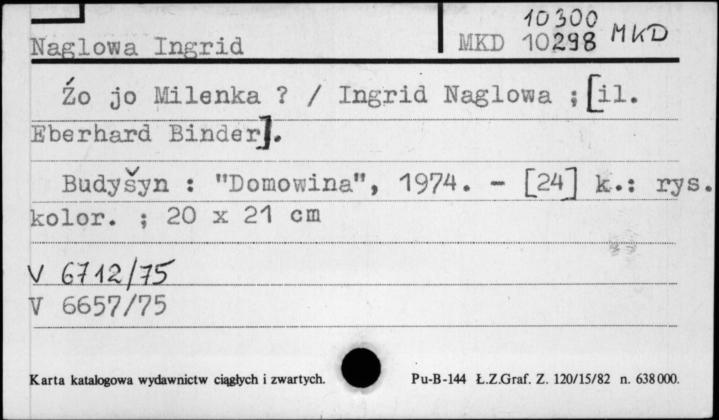 10300
Naglowa Ingrid MKD 10298 MKD
Źo jo Milenka ? / Ingrid Naglowa ; [il.
Eberhard Binder].
Budyšyn : "Domowina", 1974. - [24] k.: rys.
kolor. ; 20 x 21 cm
V 6712/75
V 6657/75
Karta katalogowa wydawnictw ciągłych i zwartych. Pu-B-144 Ł.Z.Graf. Z. 120/15/82 n. 638000.